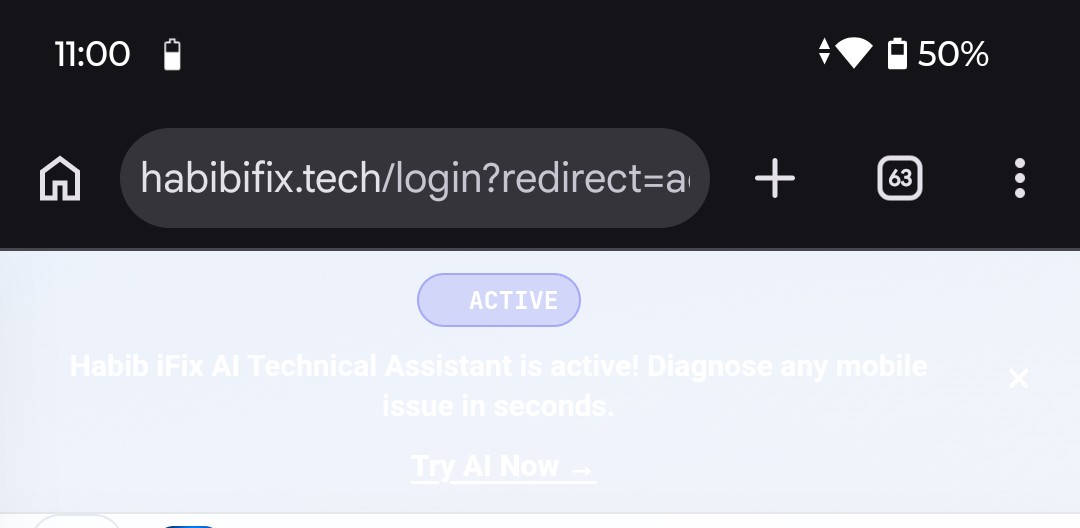 11:00 50%
habibifix.tech/login?redirect=a
63
ACTIVE
Habib iFix AI Technical Assistant is active! Diagnose any mobile
issue in seconds.
Try AI Now →